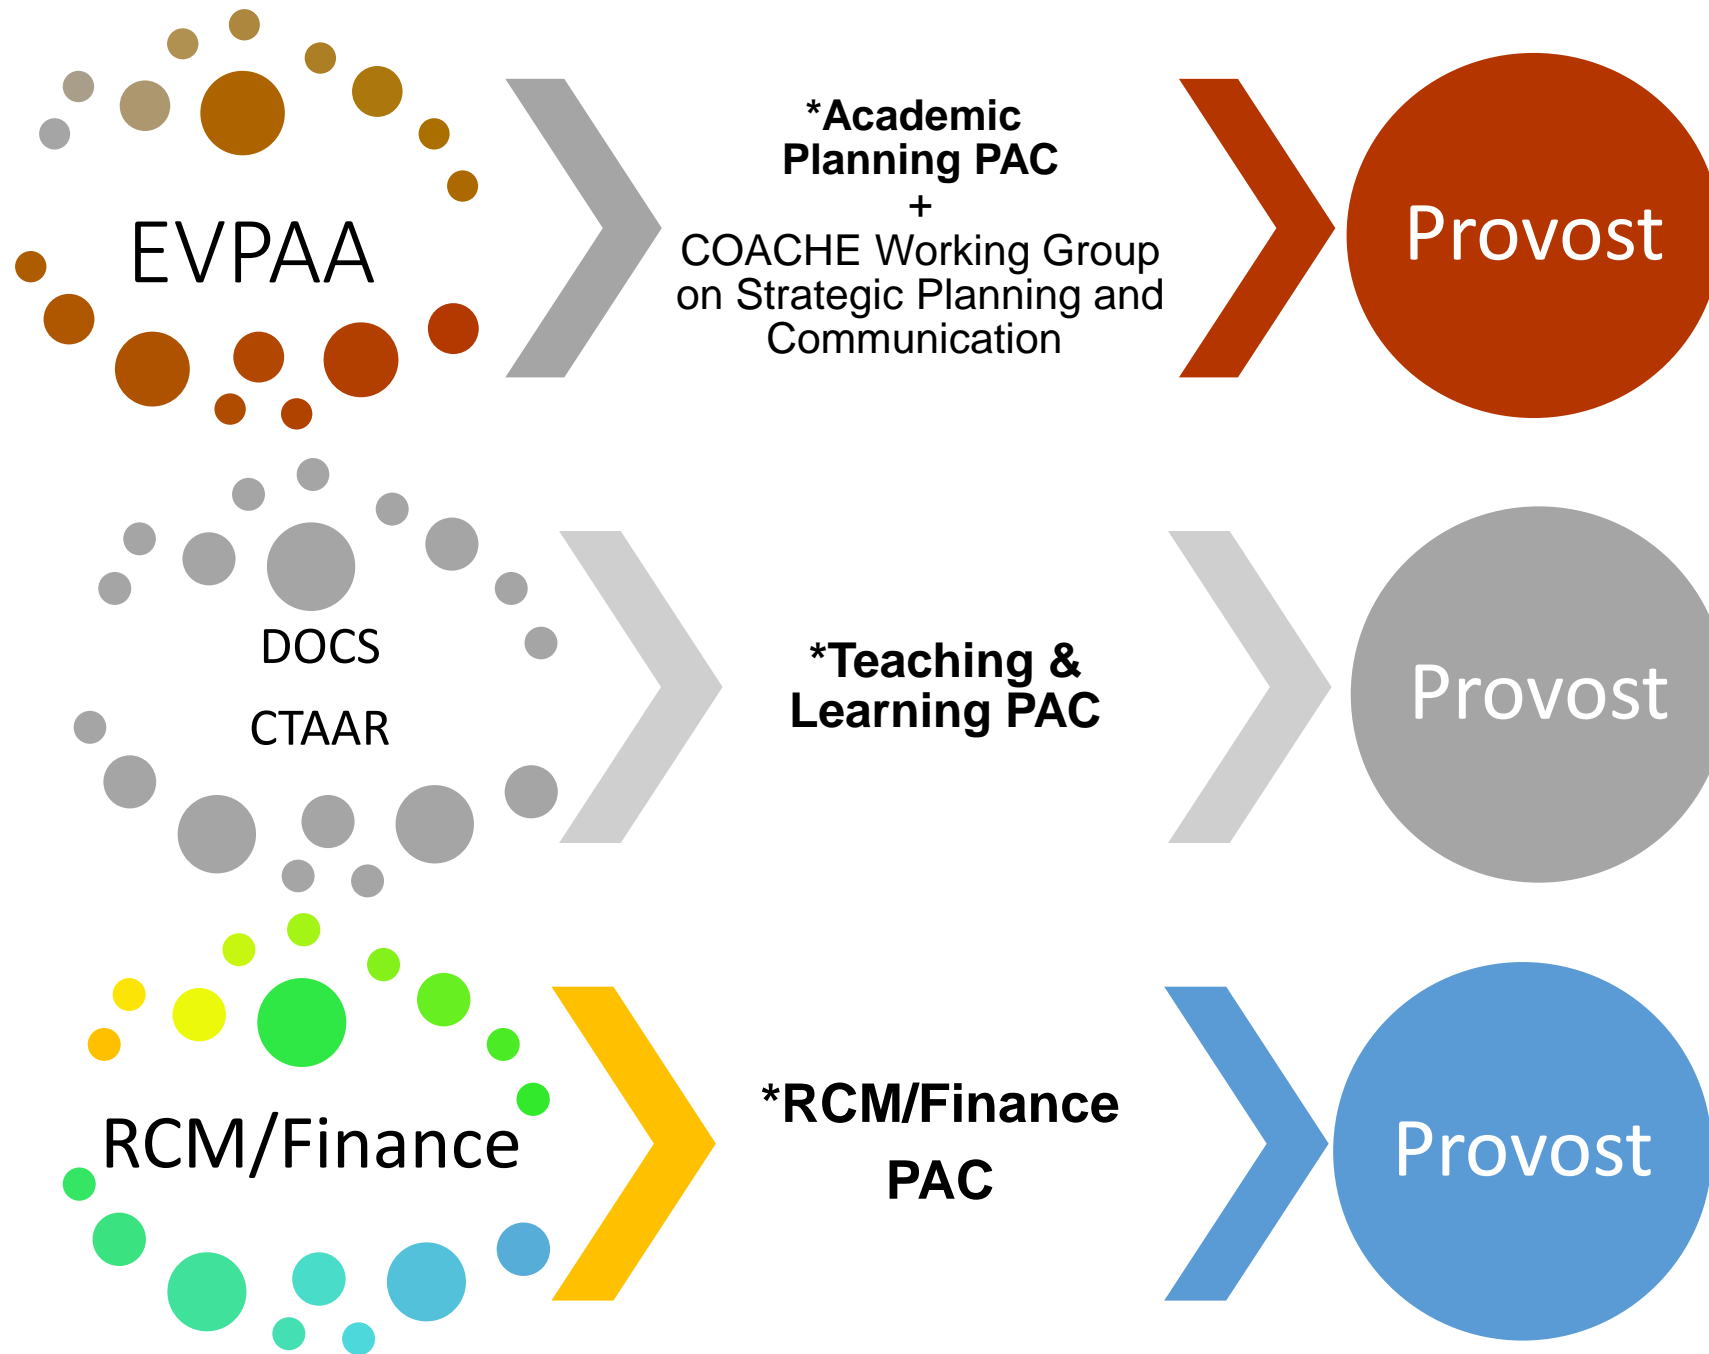 EVPAA
*Academic
Planning PAC
+
COACHE Working Group
on Strategic Planning and
Communication
Provost
DOCS
CTAAR
*Teaching &
Learning PAC
Provost
RCM/Finance
*RCM/Finance
PAC
Provost